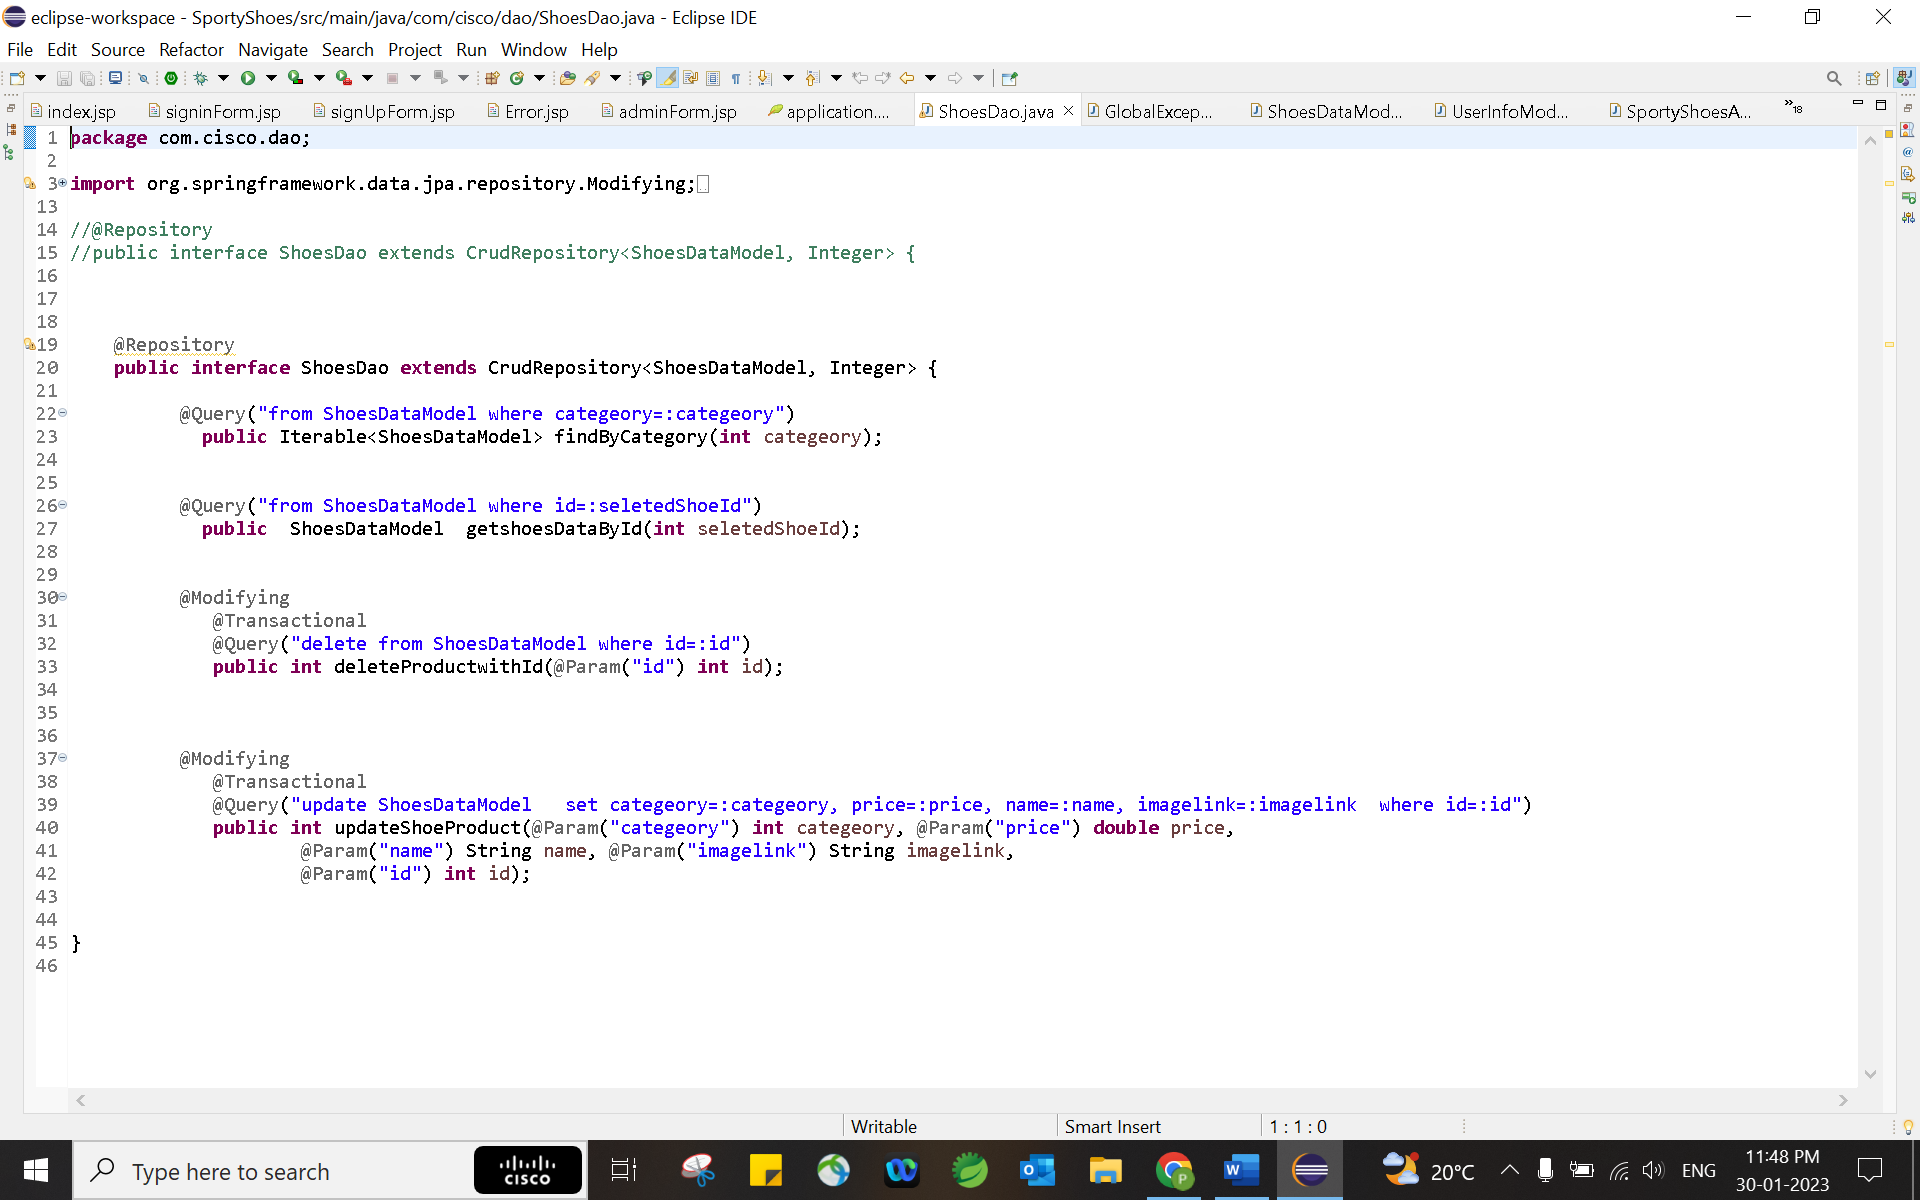 eclipse-workspace - SportyShoes/src/main/java/com/cisco/dao/ShoesDao.java - Eclipse IDE
File Edit Source Refactor Navigate Search Project Run Window Help
index.jsp signinForm.jsp signUpForm.jsp Error.jsp adminForm.jsp application.... ShoesDao.java GlobalExcep... ShoesDataMod... UserInfoMod... SportyShoesA... »18
1 package com.cisco.dao;
2
3 import org.springframework.data.jpa.repository.Modifying;
13
14 //@Repository
15 //public interface ShoesDao extends CrudRepository<ShoesDataModel, Integer> {
16
17
18
19 @Repository
20 public interface ShoesDao extends CrudRepository<ShoesDataModel, Integer> {
21
22 @Query("from ShoesDataModel where categeory=:categeory")
23 public Iterable<ShoesDataModel> findByCategory(int categeory);
24
25
26 @Query("from ShoesDataModel where id=:seletedShoeId")
27 public ShoesDataModel getshoesDataById(int seletedShoeId);
28
29
30 @Modifying
31 @Transactional
32 @Query("delete from ShoesDataModel where id=:id")
33 public int deleteProductwithId(@Param("id") int id);
34
35
36
37 @Modifying
38 @Transactional
39 @Query("update ShoesDataModel set categeory=:categeory, price=:price, name=:name, imagelink=:imagelink where id=:id")
40 public int updateShoeProduct(@Param("categeory") int categeory, @Param("price") double price,
41 @Param("name") String name, @Param("imagelink") String imagelink,
42 @Param("id") int id);
43
44
45 }
46
Writable Smart Insert 1 : 1 : 0
Type here to search
cisco
20°C ENG
11:48 PM
30-01-2023